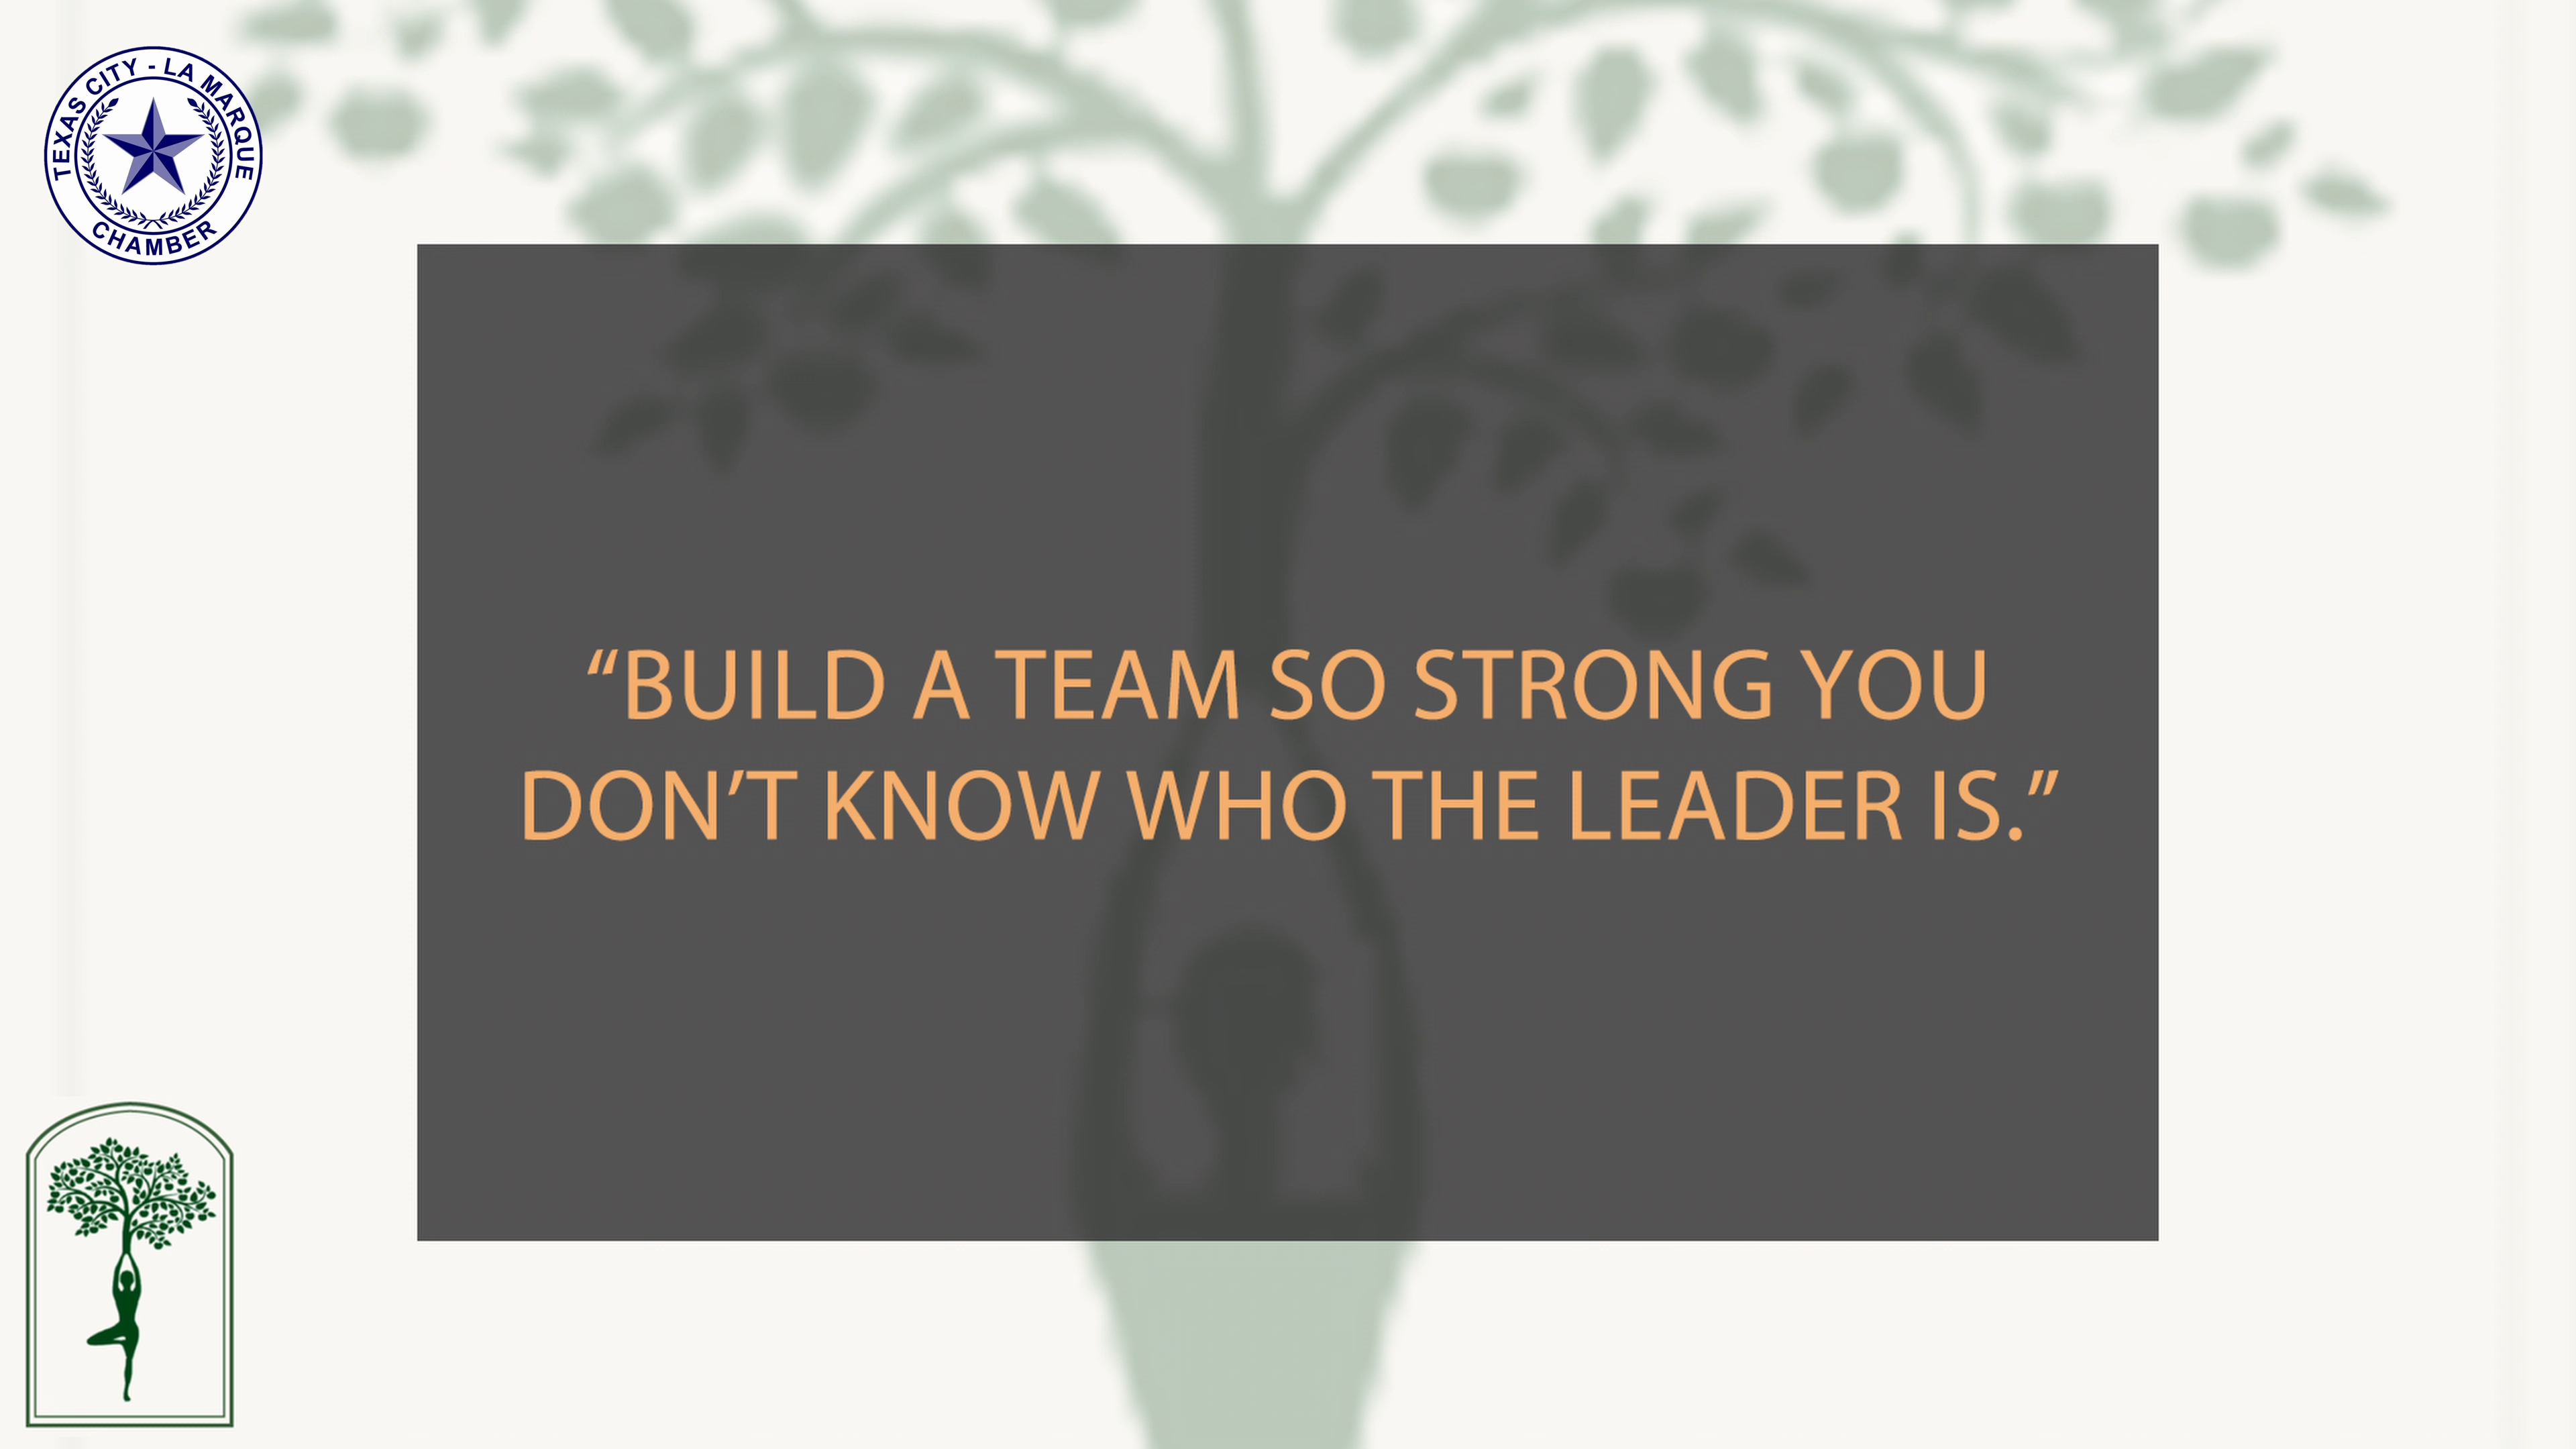 TEXAS CITY - LA MARQUE
CHAMBER
“BUILD A TEAM SO STRONG YOU
DON’T KNOW WHO THE LEADER IS.”